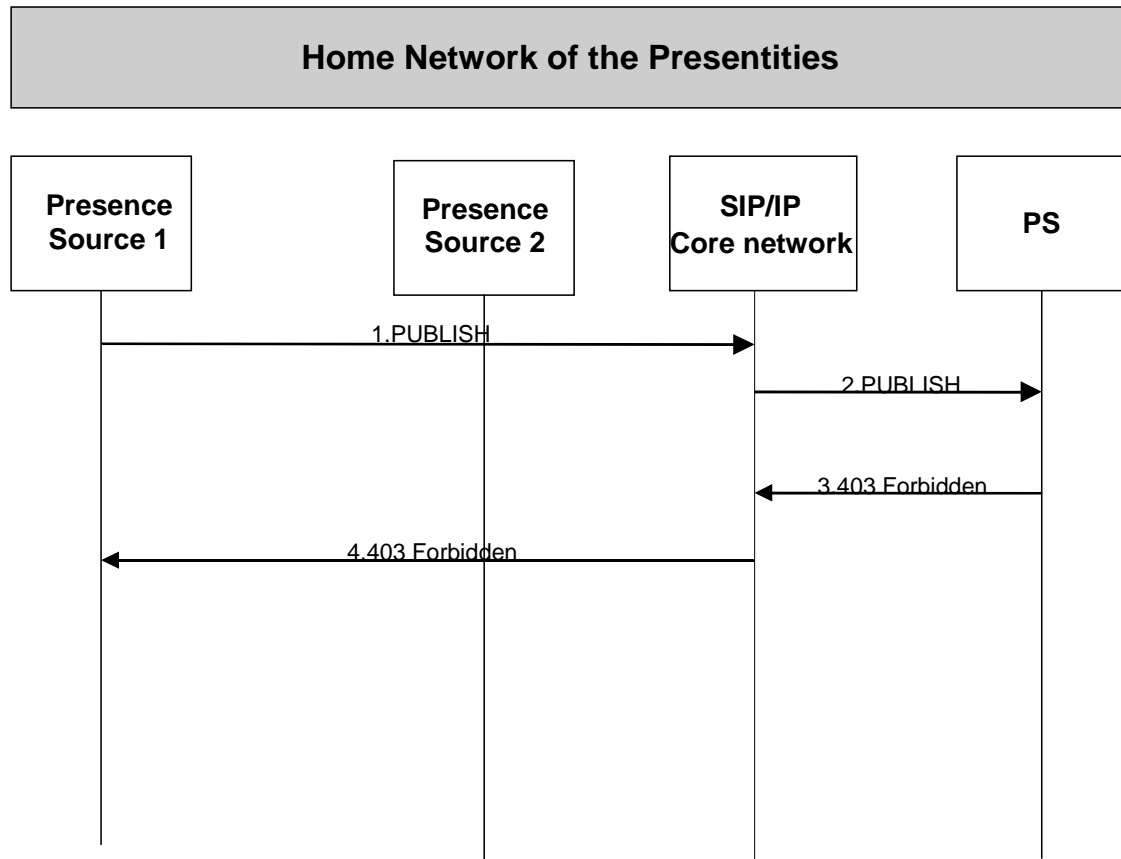 Home Network of the Presentities
Presence
Source 1
Presence
Source 2
SIP/IP
Core network
PS
1.PUBLISH
2.PUBLISH
3.403 Forbidden
4.403 Forbidden